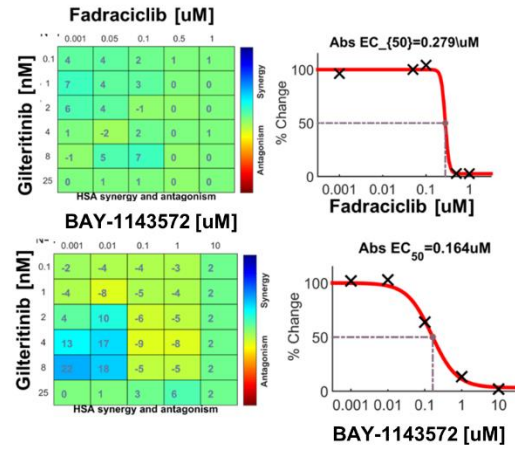 Fadraciclib [uM]
0.001 0.05 0.1 0.5 1
Gilteritinib [nM]
0.1 4 4 2 1 1
1 7 4 3 0 0
2 6 4 -1 0 0
4 1 -2 2 0 1
8 -1 5 7 0 0
25 0 1 1 0 0
HSA synergy and antagonism
Synergy
Antagonism
Abs EC_{50}=0.279\uM
% Change
100
50
0
0.001 0.01 0.1 1
Fadraciclib [uM]
BAY-1143572 [uM]
0.001 0.01 0.1 1 10
Gilteritinib [nM]
0.1 -2 -4 -4 -3 2
1 -4 -8 -5 -4 2
2 4 10 -6 -5 2
4 13 17 -9 -8 2
8 22 18 -5 -5 2
25 0 1 3 6 2
HSA synergy and antagonism
Synergy
Antagonism
Abs EC50=0.164uM
% Change
100
50
0
0.001 0.01 0.1 1 10
BAY-1143572 [uM]